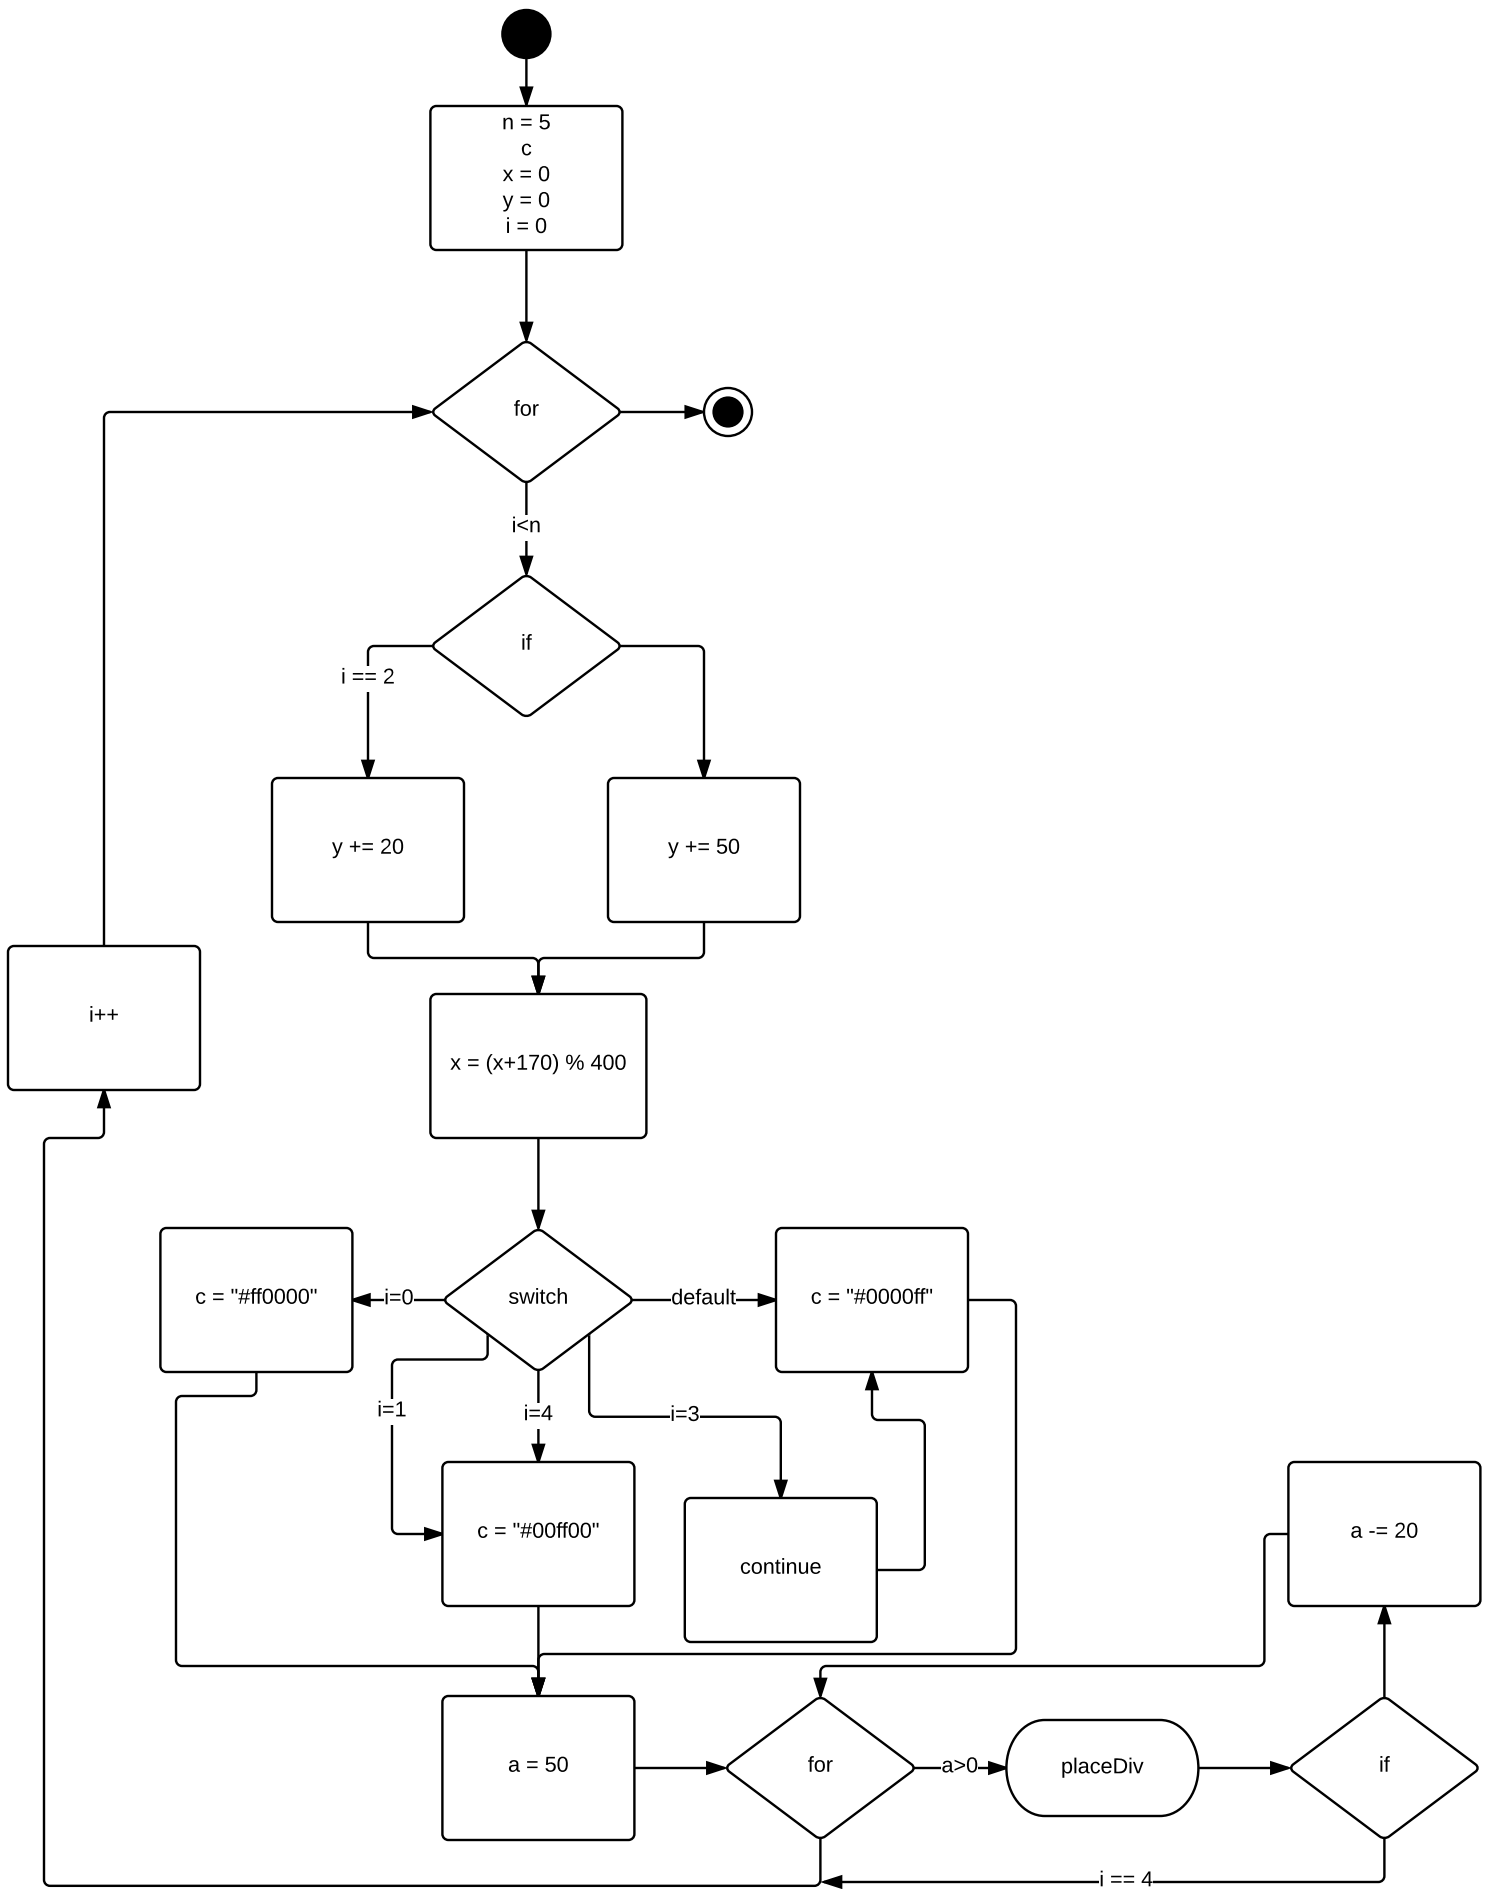 n = 5
c
x = 0
y = 0
i = 0
for
i<n
if
i == 2
y += 20
y += 50
i++
x = (x+170) % 400
c = "#ff0000"
i=0
switch
default
c = "#0000ff"
i=1
i=4
i=3
c = "#00ff00"
continue
a -= 20
a = 50
for
a>0
placeDiv
if
i == 4